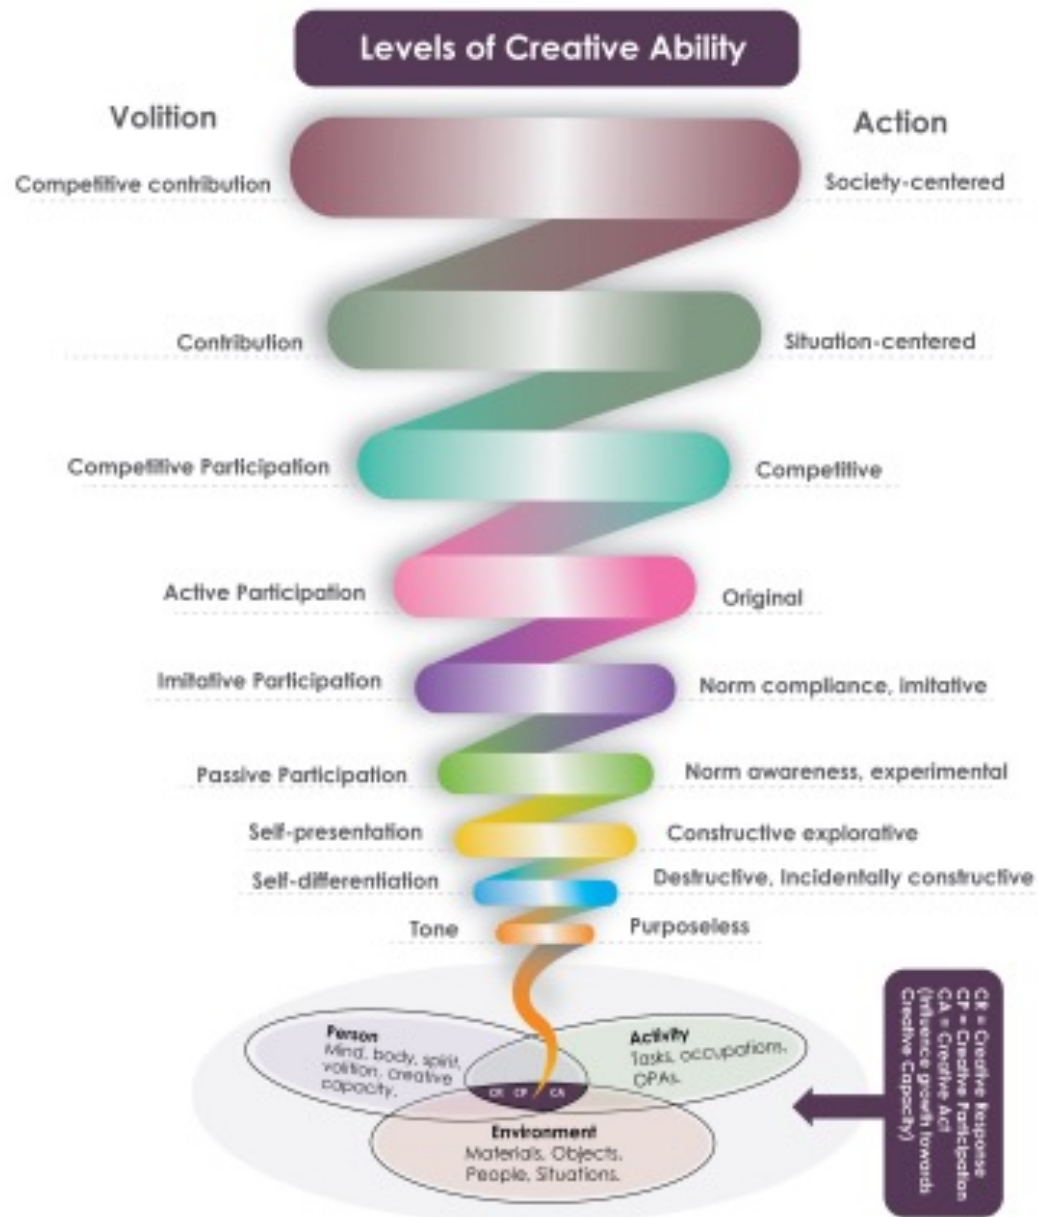 Levels of Creative Ability
Volition
Action
Competitive contribution
Society-centered
Contribution
Situation-centered
Competitive Participation
Competitive
Active Participation
Original
Imitative Participation
Norm compliance, imitative
Passive Participation
Norm awareness, experimental
Self-presentation
Constructive explorative
Self-differentiation
Destructive, Incidentally constructive
Tone
Purposeless
Person
Mind, body, spirit,
volition, creative
capacity.
Activity
Tasks, occupations,
OPAs.
CR CP CA
Environment
Materials, Objects,
People, Situations.
CR = Creative Response
CP = Creative Participation
CA = Creative Act
(Influence growth towards
Creative Capacity)